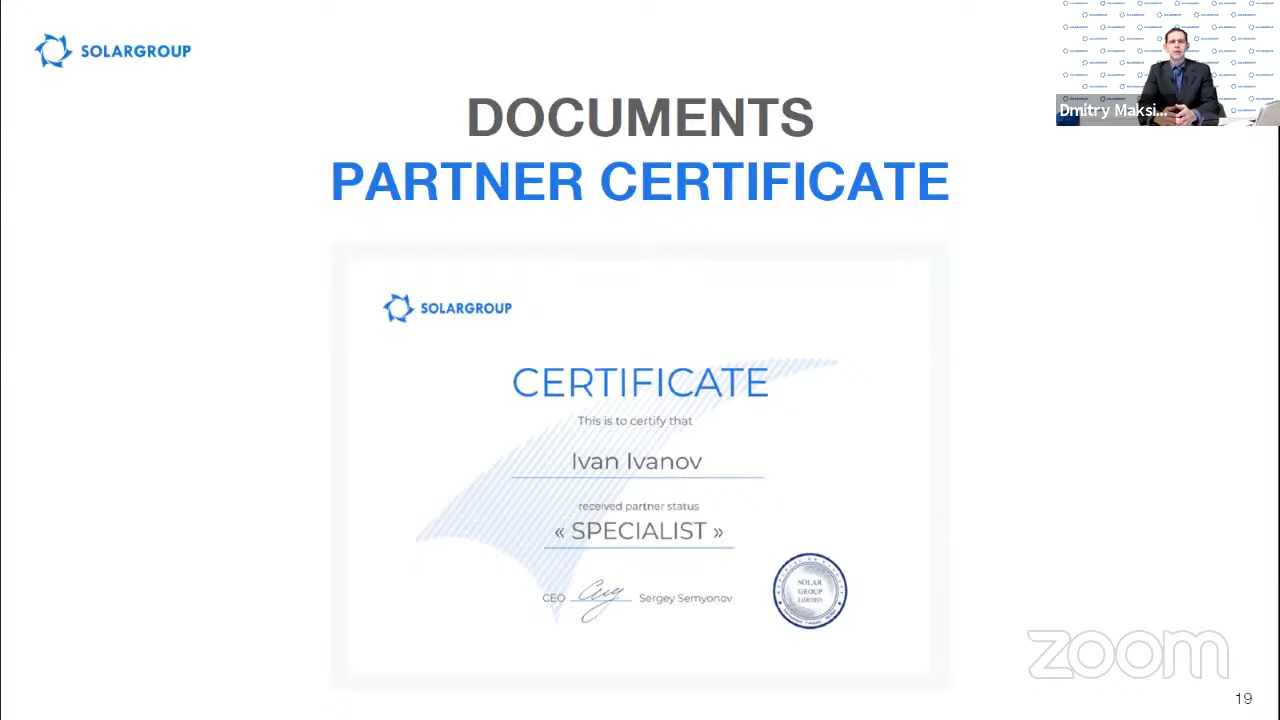 SOLARGROUP
Dmitry Maksi...
DOCUMENTS
PARTNER CERTIFICATE
SOLARGROUP
CERTIFICATE
This is to certify that
Ivan Ivanov
received partner status
« SPECIALIST »
CEO Sergey Semyonov
SOLAR
GROUP
LIMITED
zoom
19